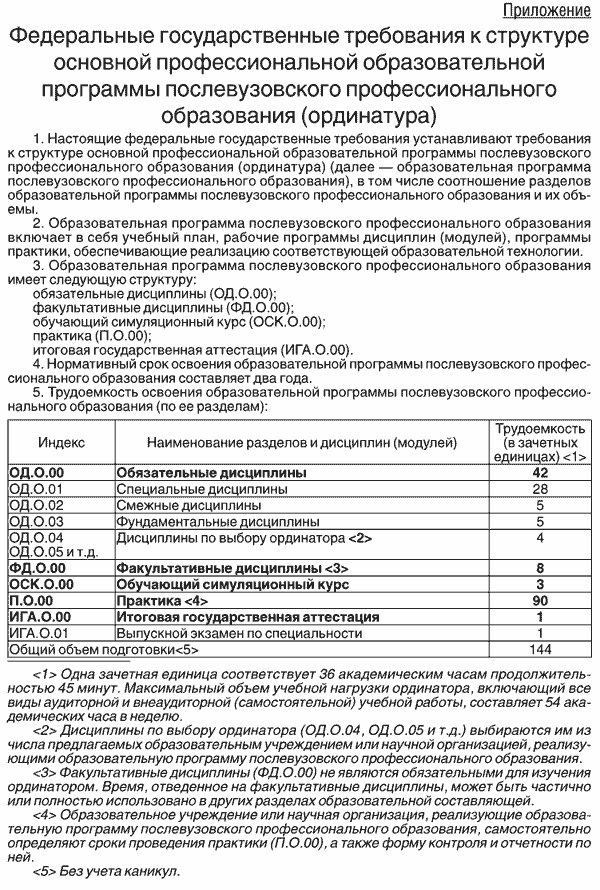 Приложение
Федеральные государственные требования к структуре
основной профессиональной образовательной
программы послевузовского профессионального
образования (ординатура)
1. Настоящие федеральные государственные требования устанавливают требования
к структуре основной профессиональной образовательной программы послевузовского
профессионального образования (ординатура) (далее — образовательная программа
послевузовского профессионального образования), в том числе соотношение разделов
образовательной программы послевузовского профессионального образования и их объ-
емы.
2. Образовательная программа послевузовского профессионального образования
включает в себя учебный план, рабочие программы дисциплин (модулей), программы
практики, обеспечивающие реализацию соответствующей образовательной технологии.
3. Образовательная программа послевузовского профессионального образования
имеет следующую структуру:
обязательные дисциплины (ОД.О.00);
факультативные дисциплины (ФД.О.00);
обучающий симуляционный курс (ОСК.О.00);
практика (П.О.00);
итоговая государственная аттестация (ИГА.О.00).
4. Нормативный срок освоения образовательной программы послевузовского профес-
сионального образования составляет два года.
5. Трудоемкость освоения образовательной программы послевузовского профессио-
нального образования (по ее разделам):
Индекс Наименование разделов и дисциплин (модулей) Трудоемкость
(в зачетных
единицах) <1>
ОД.О.00 Обязательные дисциплины 42
ОД.О.01 Специальные дисциплины 28
ОД.О.02 Смежные дисциплины 5
ОД.О.03 Фундаментальные дисциплины 5
ОД.О.04 Дисциплины по выбору ординатора <2> 4
ОД.О.05 и т.д.
ФД.О.00 Факультативные дисциплины <3> 8
ОСК.О.00 Обучающий симуляционный курс 3
П.О.00 Практика <4> 90
ИГА.О.00 Итоговая государственная аттестация 1
ИГА.О.01 Выпускной экзамен по специальности 1
Общий объем подготовки<5> 144
<1> Одна зачетная единица соответствует 36 академическим часам продолжитель-
ностью 45 минут. Максимальный объем учебной нагрузки ординатора, включающий все
виды аудиторной и внеаудиторной (самостоятельной) учебной работы, составляет 54 ака-
демических часа в неделю.
<2> Дисциплины по выбору ординатора (ОД.О.04, ОД.О.05 и т.д.) выбираются им из
числа предлагаемых образовательным учреждением или научной организацией, реализу-
ющими образовательную программу послевузовского профессионального образования.
<3> Факультативные дисциплины (ФД.О.00) не являются обязательными для изучения
ординатором. Время, отведенное на факультативные дисциплины, может быть частично
или полностью использовано в других разделах образовательной составляющей.
<4> Образовательное учреждение или научная организация, реализующие образова-
тельную программу послевузовского профессионального образования, самостоятельно
определяют сроки проведения практики (П.О.00), а также форму контроля и отчетности по
ней.
<5> Без учета каникул.